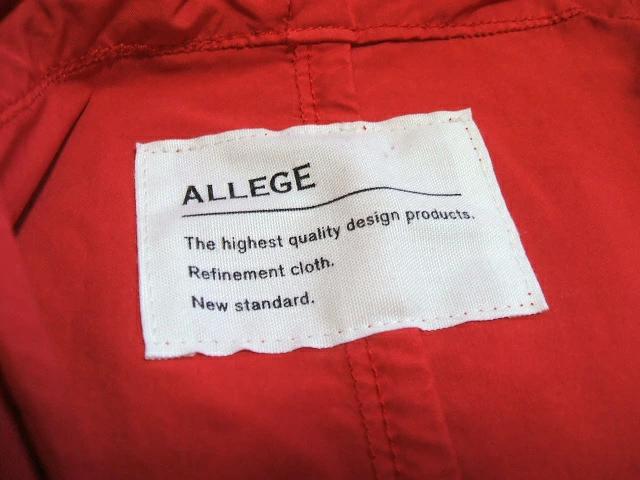 ALLEGE
The highest quality design products.
Refinement cloth.
New standard.